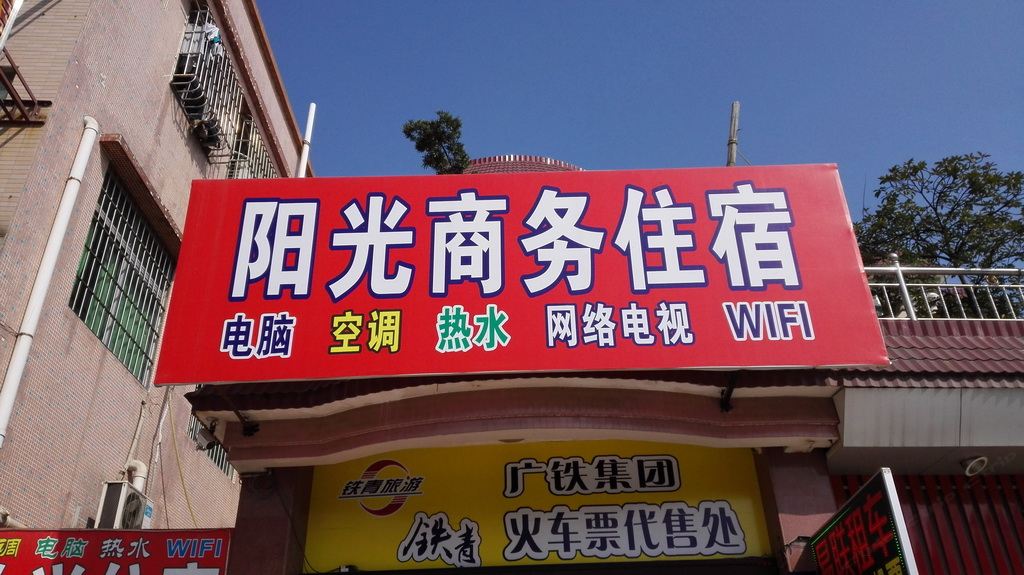 阳光商务住宿
电脑 空调 热水 网络电视 WIFI
铁青旅游
广铁集团
铁青 火车票代售处
调 电脑 热水 WIFI